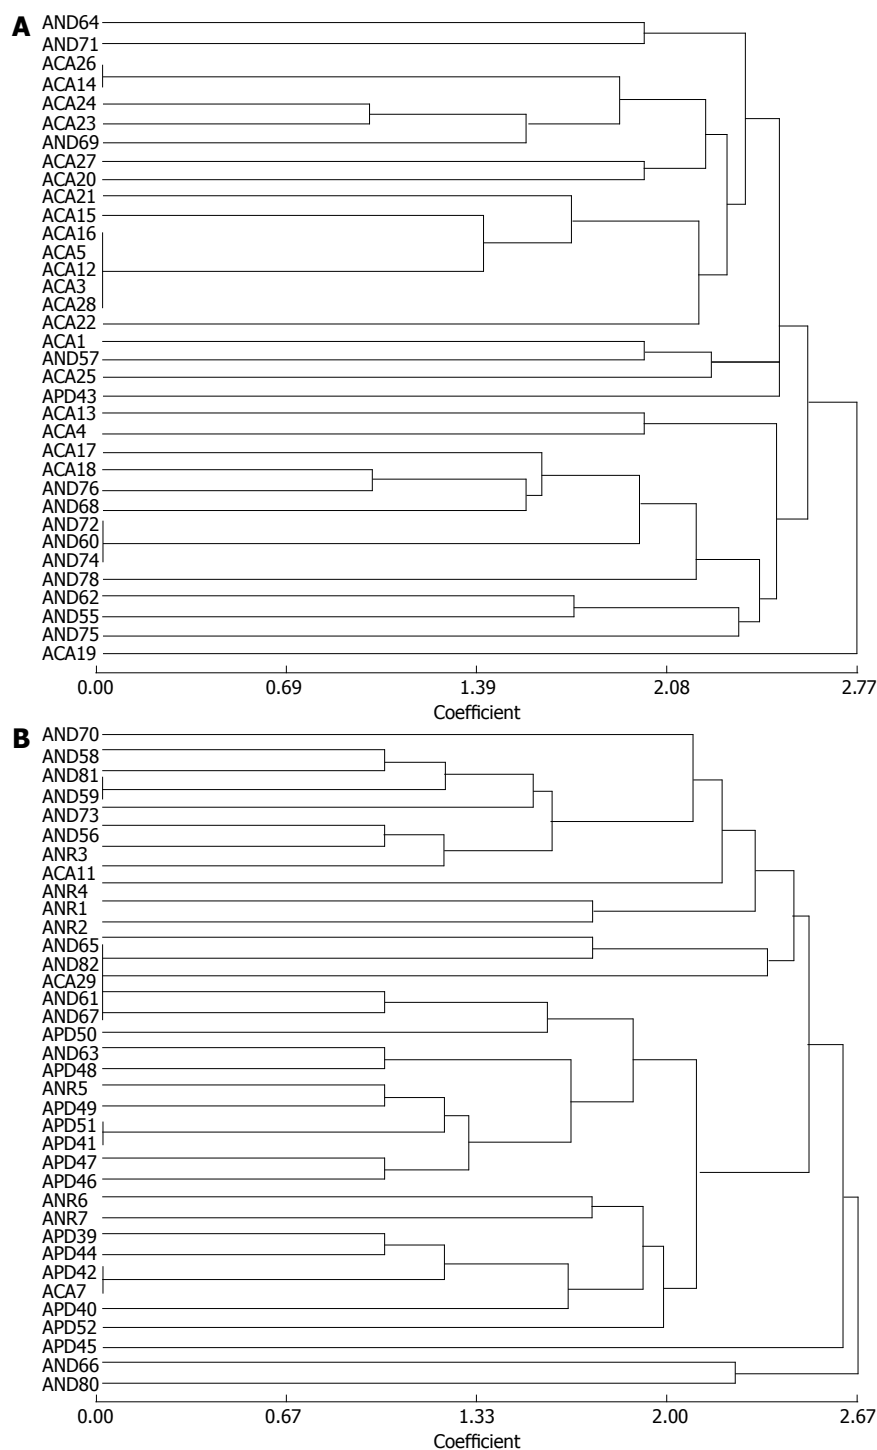 A
AND64
AND71
ACA26
ACA14
ACA24
ACA23
AND69
ACA27
ACA20
ACA21
ACA15
ACA16
ACA5
ACA12
ACA3
ACA28
ACA22
ACA1
AND57
ACA25
APD43
ACA13
ACA4
ACA17
ACA18
AND76
AND68
AND72
AND60
AND74
AND78
AND62
AND55
AND75
ACA19
0.00 0.69 1.39 2.08 2.77
Coefficient
B
AND70
AND58
AND81
AND59
AND73
AND56
ANR3
ACA11
ANR4
ANR1
ANR2
AND65
AND82
ACA29
AND61
AND67
APD50
AND63
APD48
ANR5
APD49
APD51
APD41
APD47
APD46
ANR6
ANR7
APD39
APD44
APD42
ACA7
APD40
APD52
APD45
AND66
AND80
0.00 0.67 1.33 2.00 2.67
Coefficient